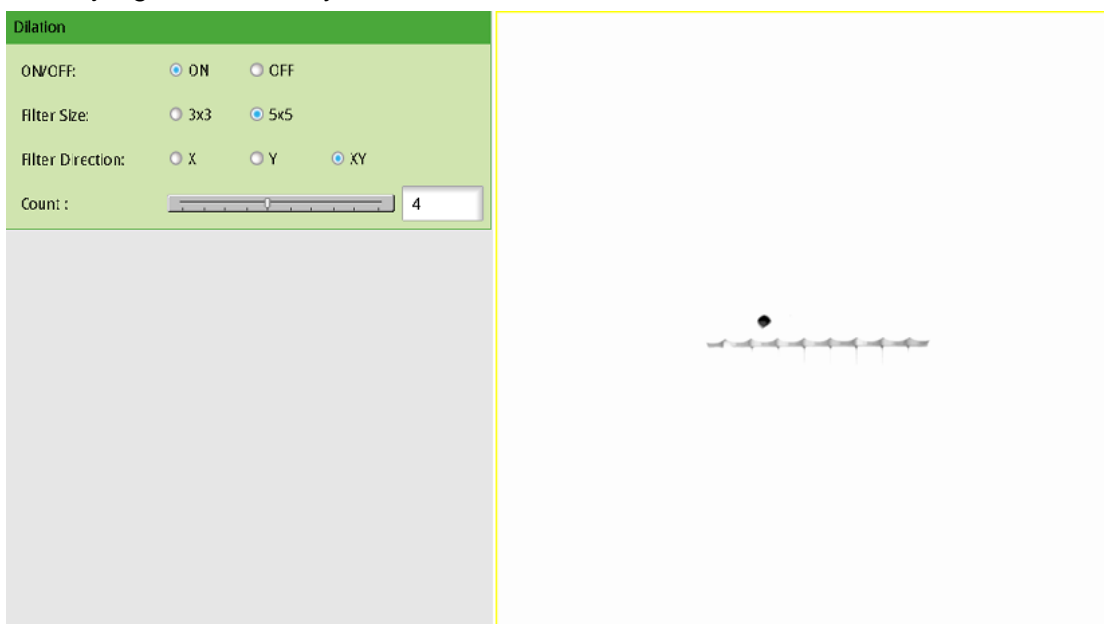 Dilation
ON/OFF: ON OFF
Filter Size: 3x3 5x5
Filter Direction: X Y XY
Count : 4